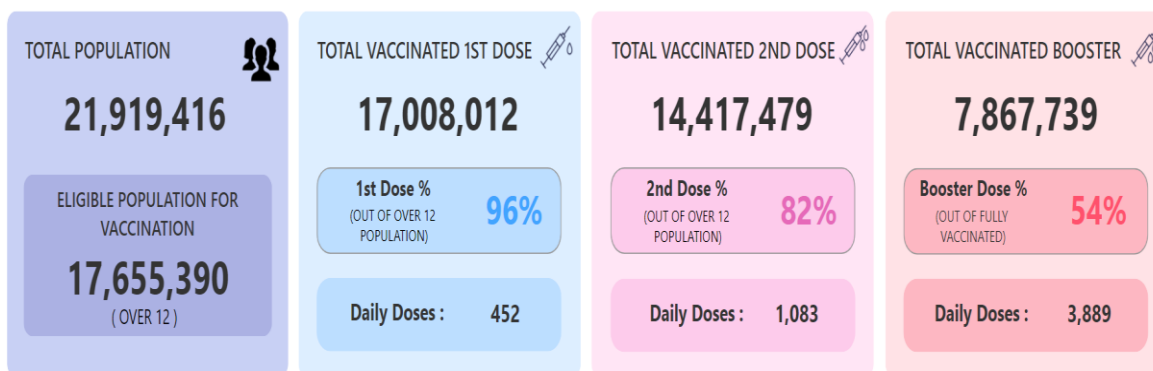 TOTAL POPULATION
21,919,416
ELIGIBLE POPULATION FOR
VACCINATION
17,655,390
( OVER 12 )
TOTAL VACCINATED 1ST DOSE
17,008,012
1st Dose %
(OUT OF OVER 12
POPULATION)
96%
Daily Doses : 452
TOTAL VACCINATED 2ND DOSE
14,417,479
2nd Dose %
(OUT OF OVER 12
POPULATION)
82%
Daily Doses : 1,083
TOTAL VACCINATED BOOSTER
7,867,739
Booster Dose %
(OUT OF FULLY
VACCINATED)
54%
Daily Doses : 3,889